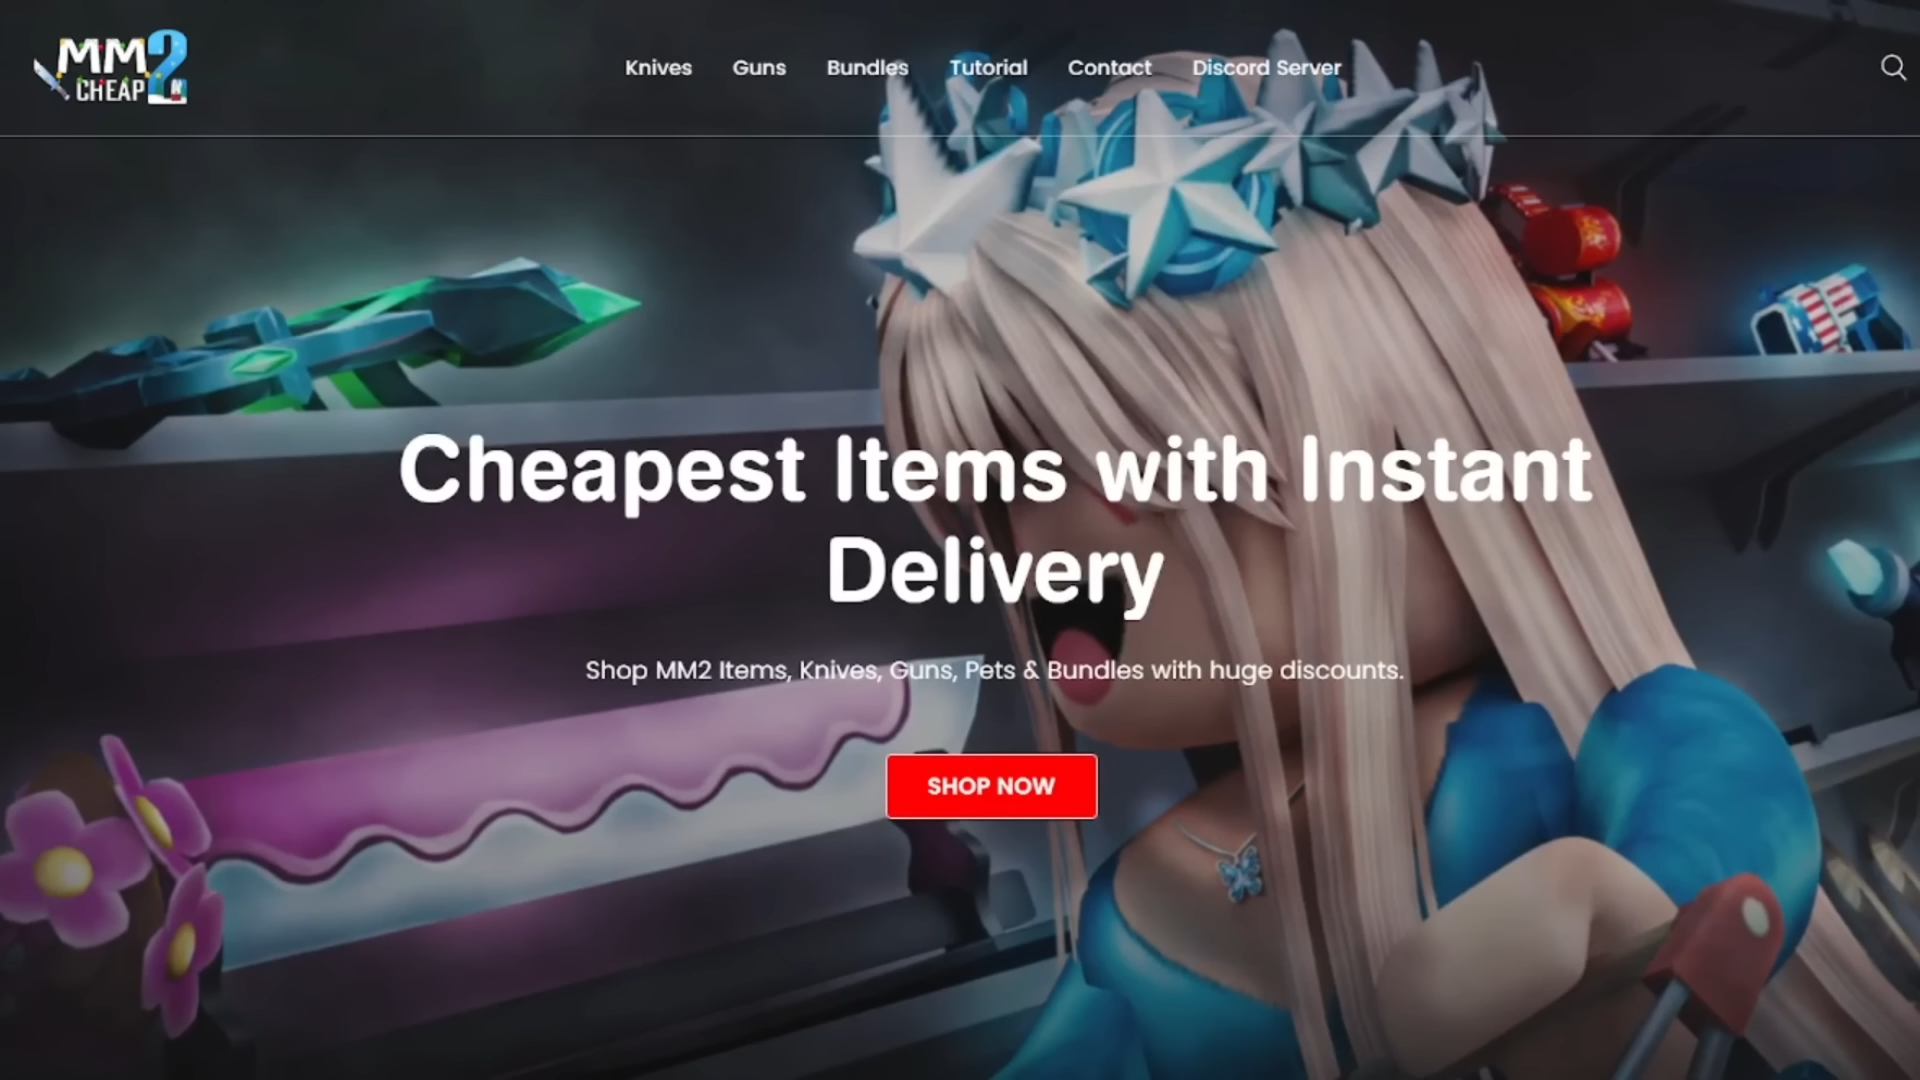 MM2
CHEAP
Knives
Guns
Bundles
Tutorial
Contact
Discord Server
Cheapest Items with Instant
Delivery
Shop MM2 Items, Knives, Guns, Pets & Bundles with huge discounts.
SHOP NOW